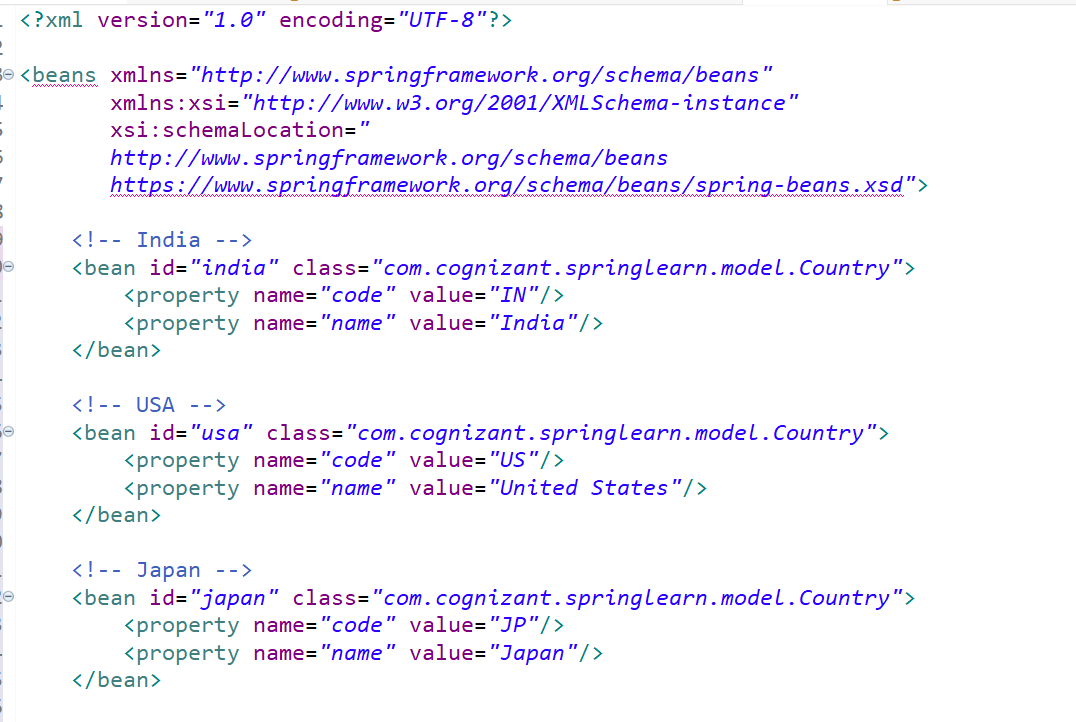 <?xml version="1.0" encoding="UTF-8"?>
<beans xmlns="http://www.springframework.org/schema/beans"
xmlns:xsi="http://www.w3.org/2001/XMLSchema-instance"
xsi:schemaLocation="
http://www.springframework.org/schema/beans
https://www.springframework.org/schema/beans/spring-beans.xsd">
<!-- India -->
<bean id="india" class="com.cognizant.springlearn.model.Country">
<property name="code" value="IN"/>
<property name="name" value="India"/>
</bean>
<!-- USA -->
<bean id="usa" class="com.cognizant.springlearn.model.Country">
<property name="code" value="US"/>
<property name="name" value="United States"/>
</bean>
<!-- Japan -->
<bean id="japan" class="com.cognizant.springlearn.model.Country">
<property name="code" value="JP"/>
<property name="name" value="Japan"/>
</bean>